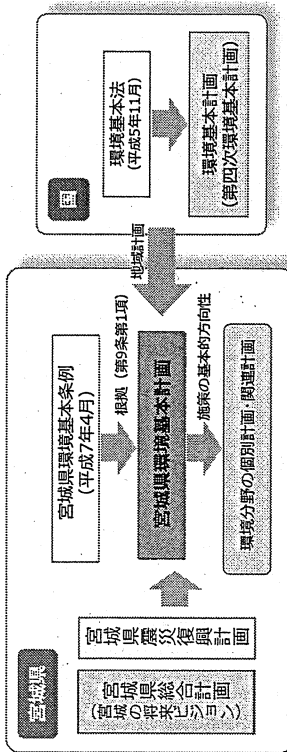 宮城県
宮城県総合計画
(宮城の将来ビジョン)
宮城県震災復興計画
宮城県環境基本条例
(平成7年4月)
根拠（第9条第1項）
宮城県環境基本計画
施策の基本的方向性
環境分野の個別計画・関連計画
地域計画
国
環境基本法
(平成5年11月)
環境基本計画
(第四次環境基本計画)